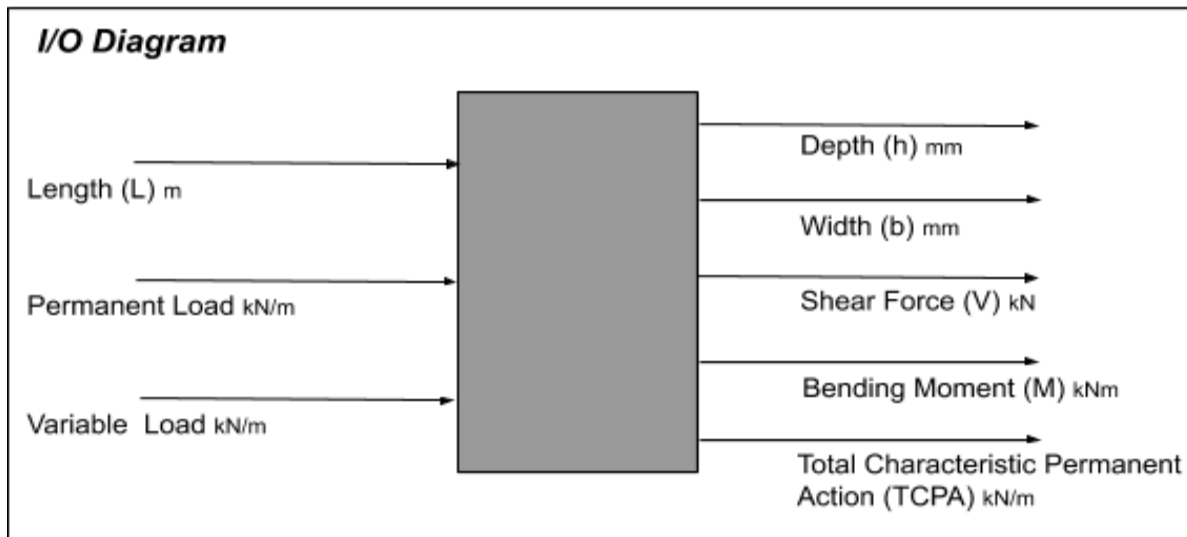 I/O Diagram
Length (L) m
Permanent Load kN/m
Variable Load kN/m
Depth (h) mm
Width (b) mm
Shear Force (V) kN
Bending Moment (M) kNm
Total Characteristic Permanent
Action (TCPA) kN/m